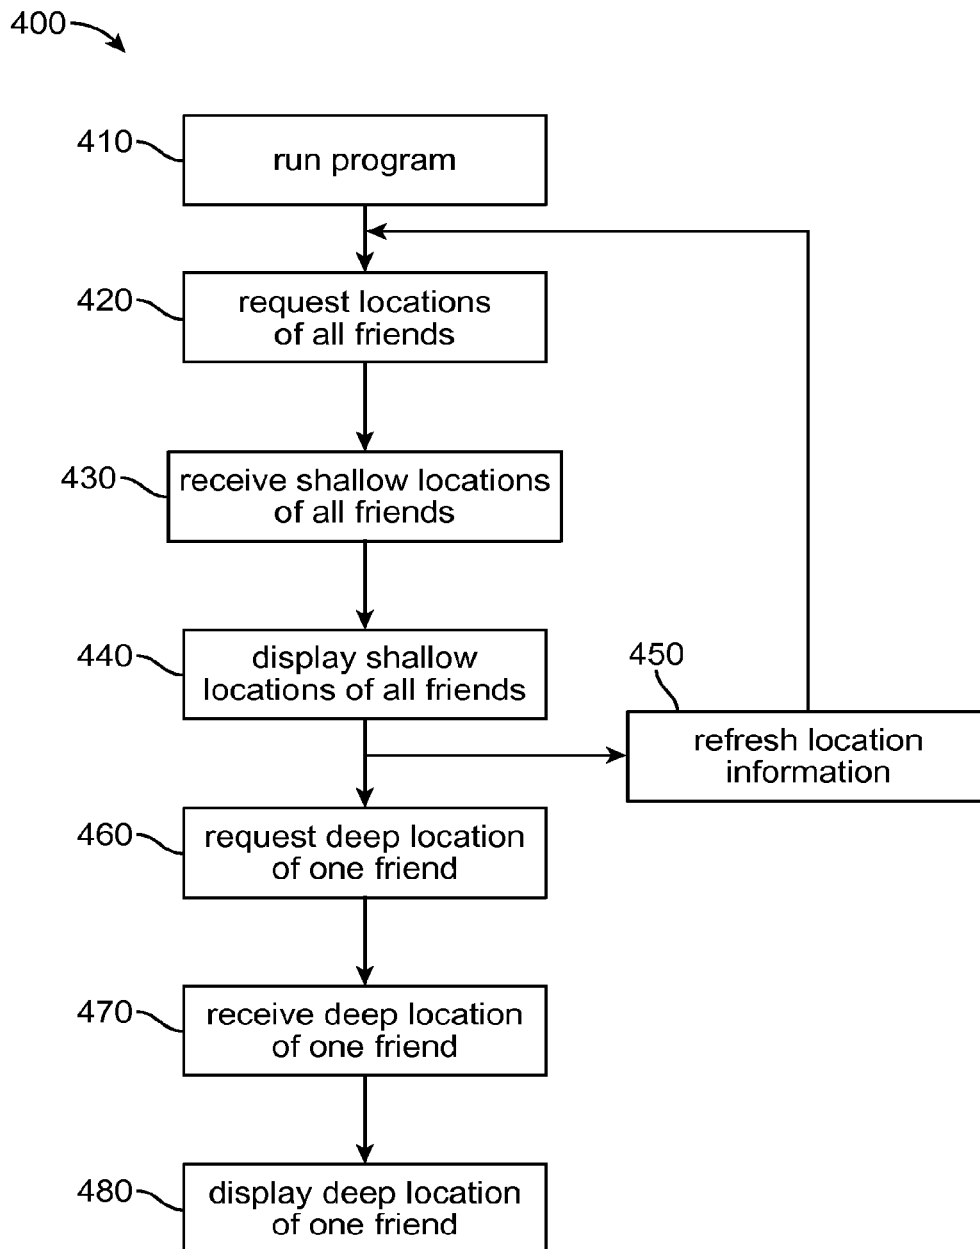 400
410
run program
420
request locations
of all friends
430
receive shallow locations
of all friends
440
display shallow
locations of all friends
450
refresh location
information
460
request deep location
of one friend
470
receive deep location
of one friend
480
display deep location
of one friend